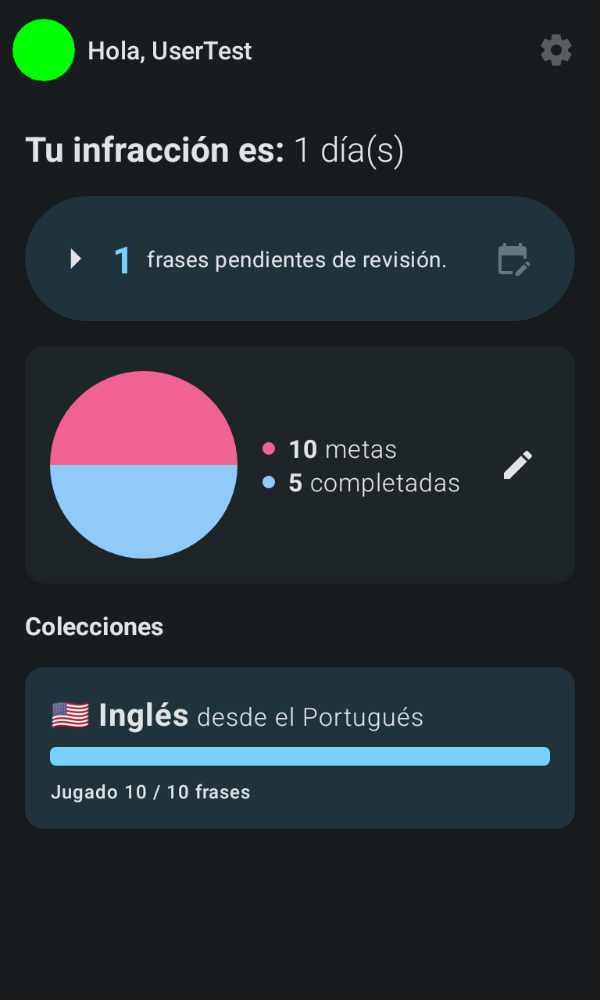 Hola, UserTest
Tu infracción es: 1 día(s)
1 frases pendientes de revisión.
10 metas
5 completadas
Colecciones
Inglés desde el Portugués
Jugado 10 / 10 frases